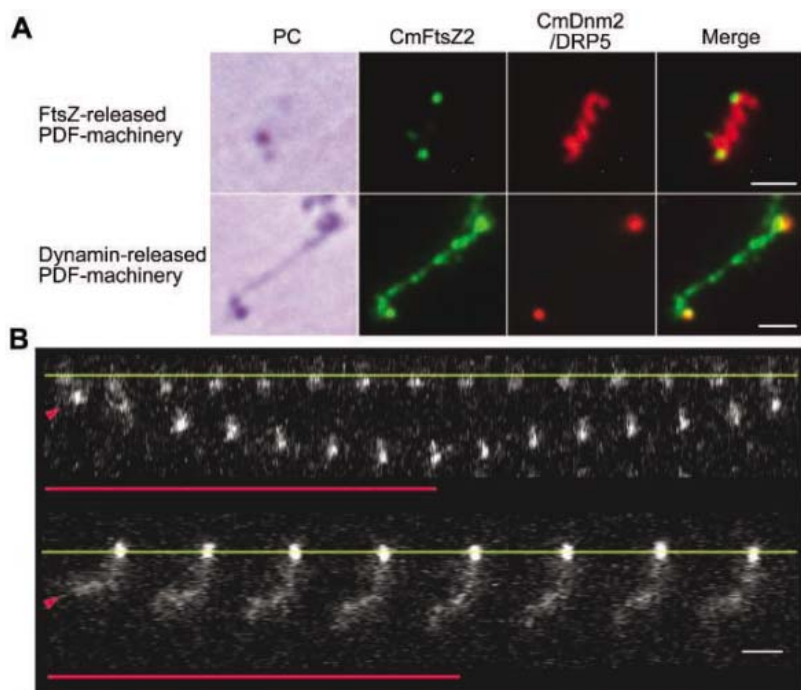 A
PC
CmFtsZ2
CmDnm2
/DRP5
Merge
FtsZ-released
PDF-machinery
Dynamin-released
PDF-machinery
B